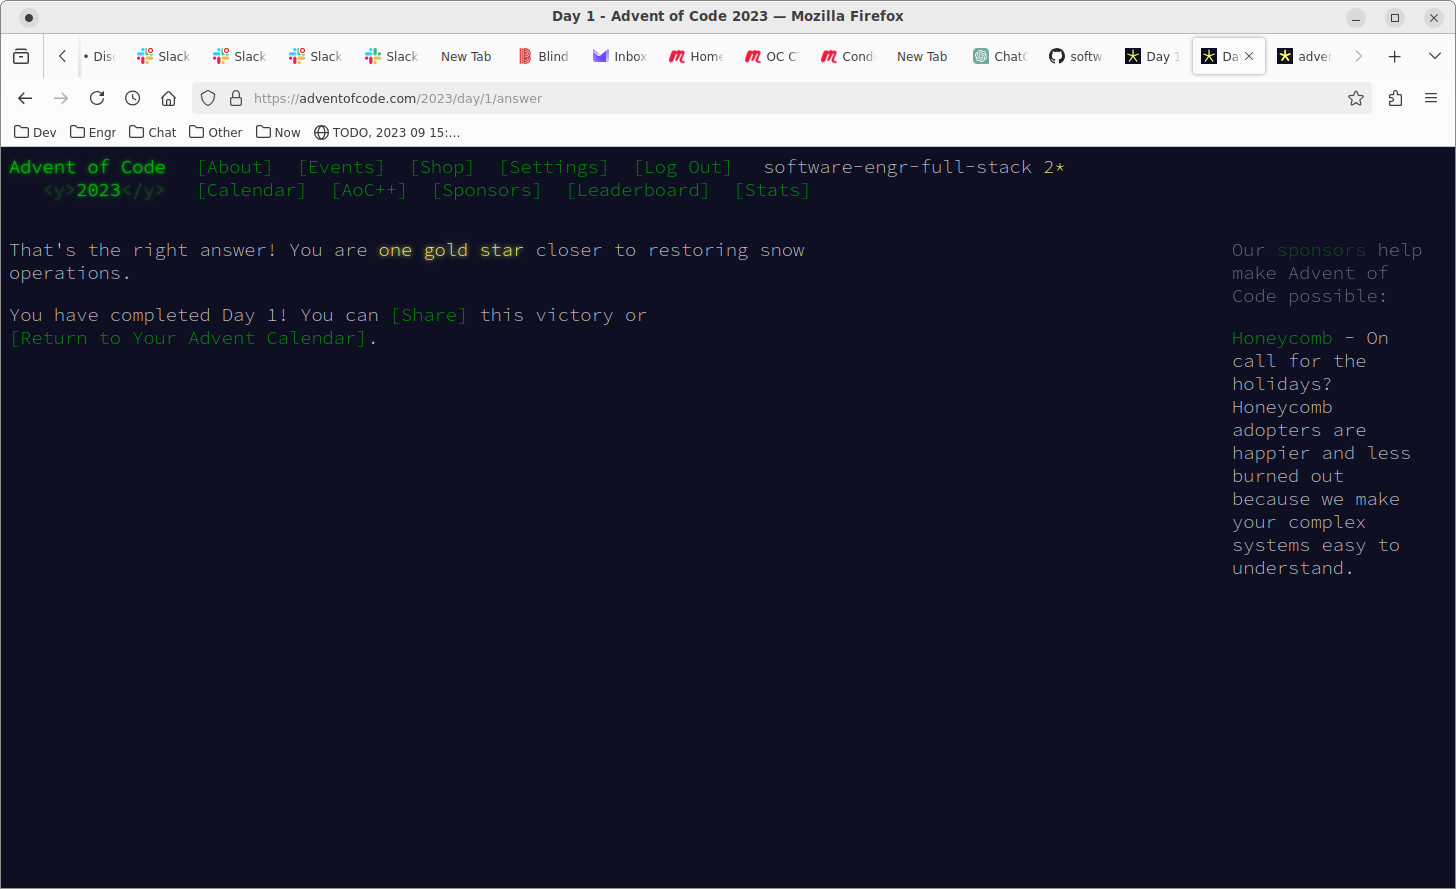 Day 1 - Advent of Code 2023 — Mozilla Firefox
• Disc Slack Slack Slack Slack New Tab Blind Inbox Home OC C Cond New Tab ChatG softw Day 1 Day adver
https://adventofcode.com/2023/day/1/answer
Dev Engr Chat Other Now TODO, 2023 09 15:...
Advent of Code [About] [Events] [Shop] [Settings] [Log Out] software-engr-full-stack 2*
<y>2023</y> [Calendar] [AoC++] [Sponsors] [Leaderboard] [Stats]
That's the right answer! You are one gold star closer to restoring snow
operations.
You have completed Day 1! You can [Share] this victory or
[Return to Your Advent Calendar].
Our sponsors help
make Advent of
Code possible:
Honeycomb - On
call for the
holidays?
Honeycomb
adopters are
happier and less
burned out
because we make
your complex
systems easy to
understand.